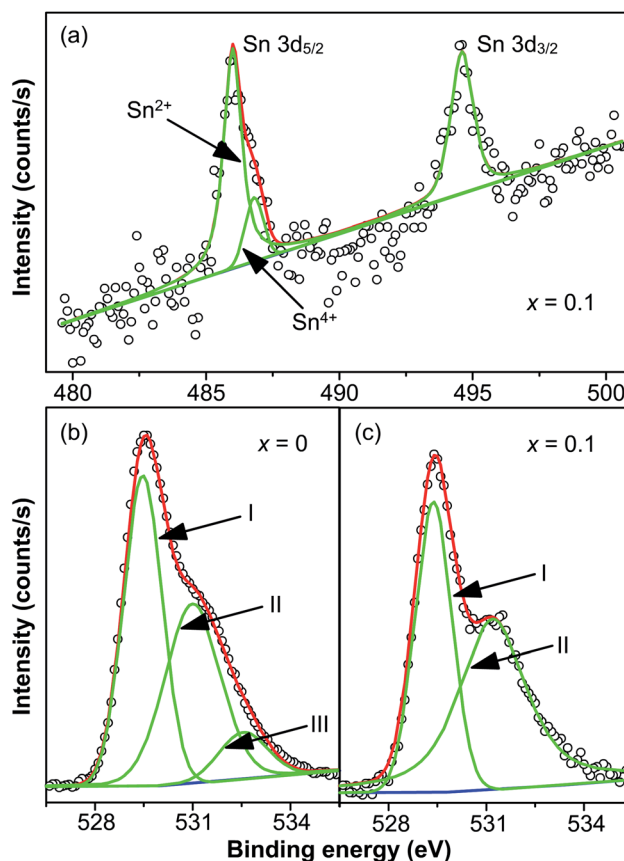 (a)
Sn 3d5/2
Sn 3d3/2
Sn2+
Sn4+
x = 0.1
Intensity (counts/s)
480 485 490 495 500
(b)
x = 0
I
II
III
(c)
x = 0.1
I
II
Intensity (counts/s)
528 531 534
528 531 534
Binding energy (eV)